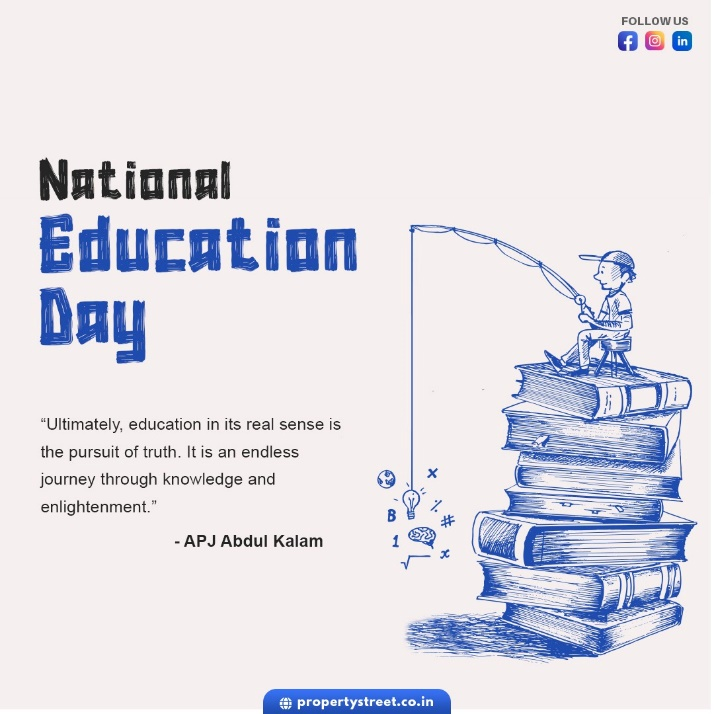 FOLLOW US
National
Education
Day
“Ultimately, education in its real sense is
the pursuit of truth. It is an endless
journey through knowledge and
enlightenment.”
- APJ Abdul Kalam
x
B
%
#
1
√
x
propertystreet.co.in